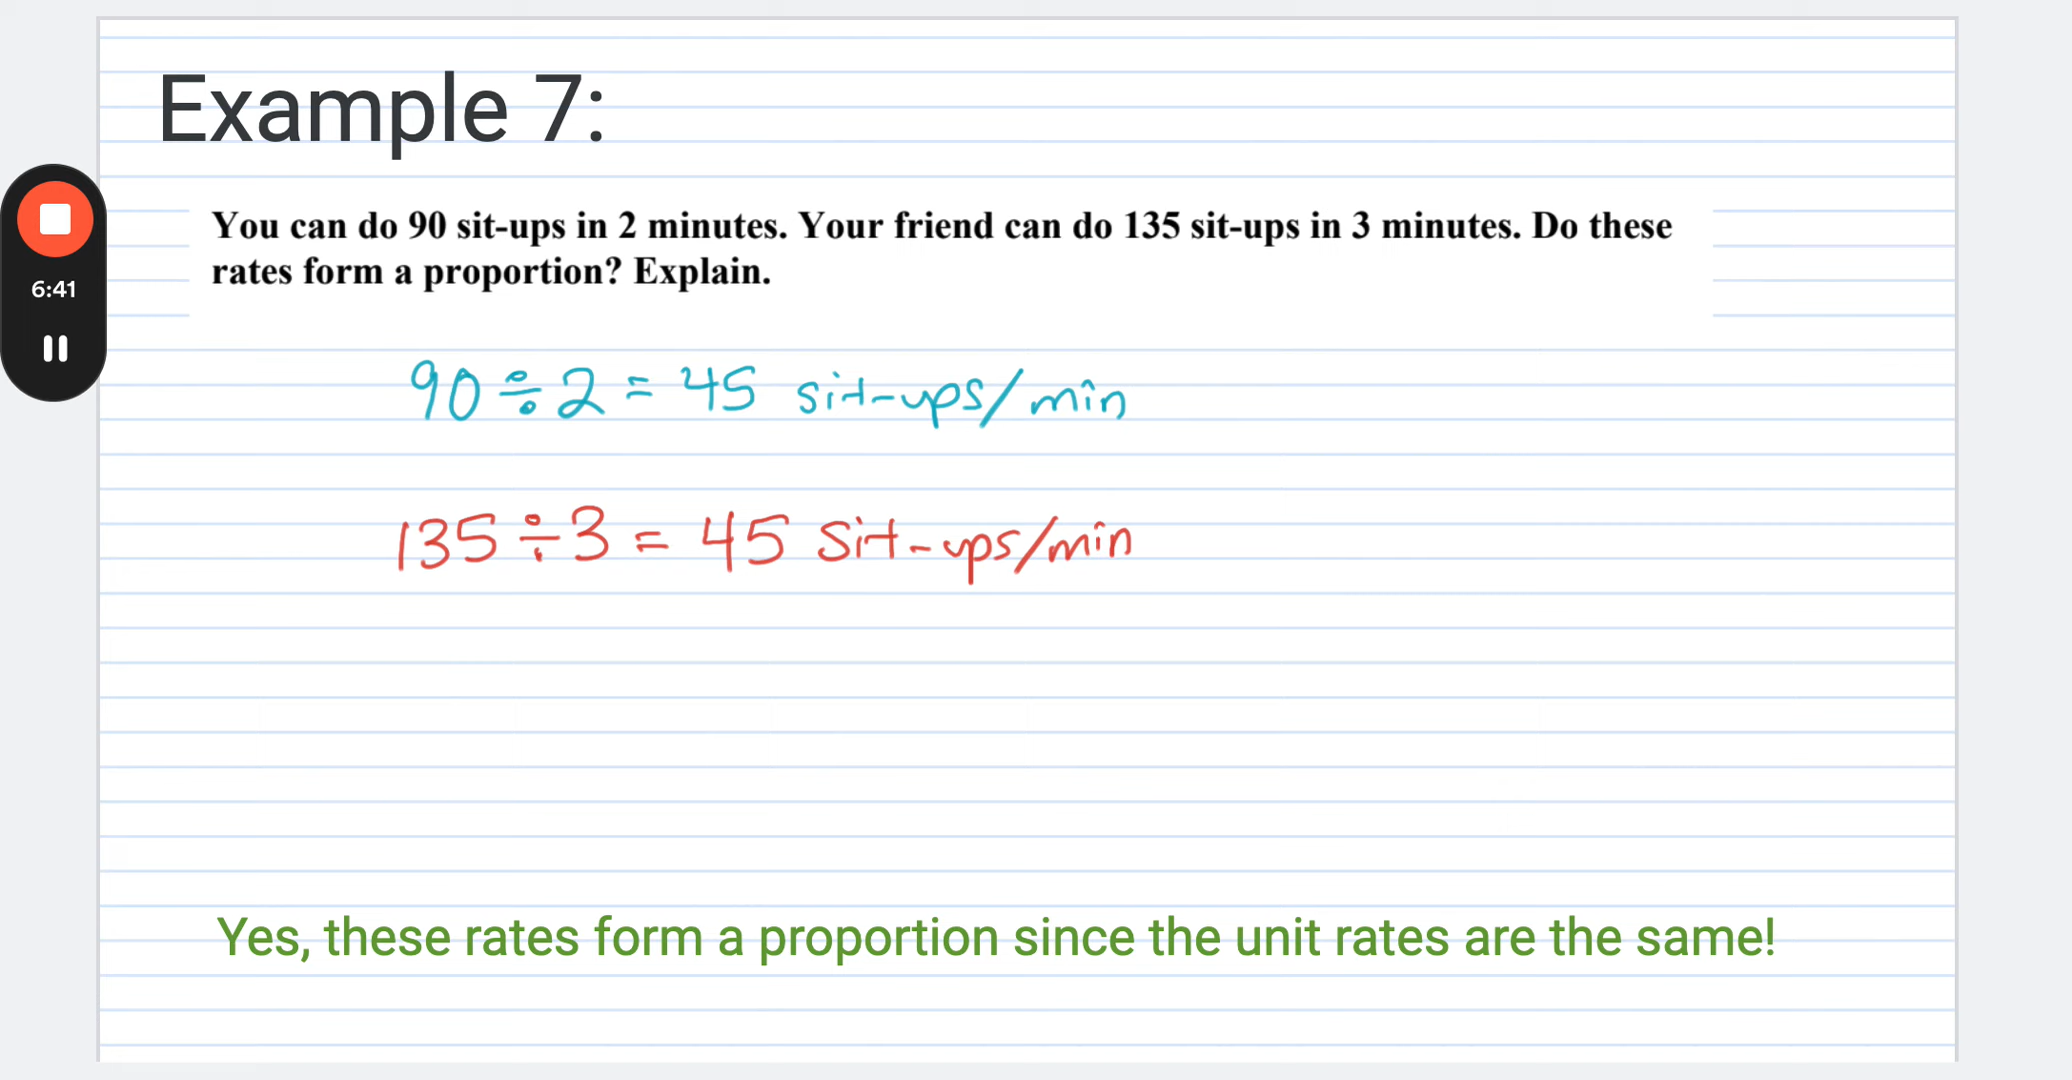 Example 7:
6:41
You can do 90 sit-ups in 2 minutes. Your friend can do 135 sit-ups in 3 minutes. Do these
rates form a proportion? Explain.
90 ÷ 2 = 45 sit-ups/min
135 ÷ 3 = 45 sit-ups/min
Yes, these rates form a proportion since the unit rates are the same!